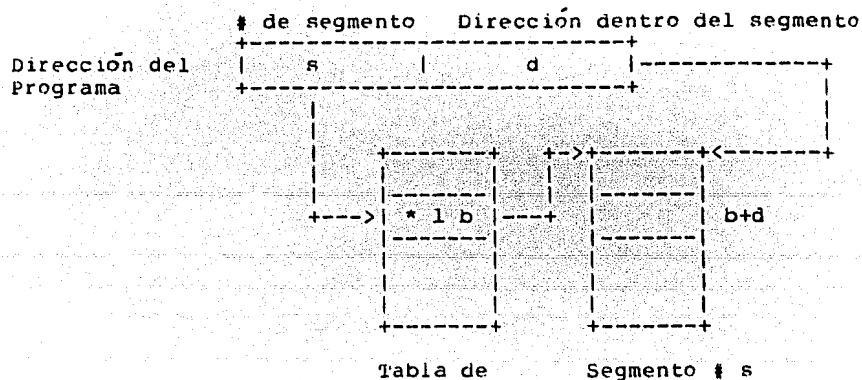 # de segmento Dirección dentro del segmento
Dirección del
Programa
s d
* l b
b+d
Tabla de Segmento # s